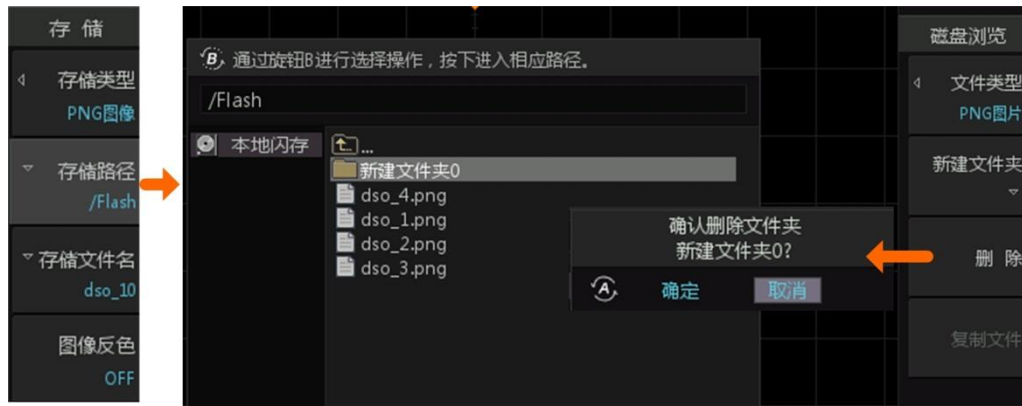 存 储
存储类型
PNG图像
存储路径
/Flash
存储文件名
dso_10
图像反色
OFF
B 通过旋钮B进行选择操作，按下进入相应路径。
/Flash
本地闪存
...
新建文件夹0
dso_4.png
dso_1.png
dso_2.png
dso_3.png
确认删除文件夹
新建文件夹0?
A 确定 取消
磁盘浏览
文件类型
PNG图片
新建文件夹
删 除
复制文件